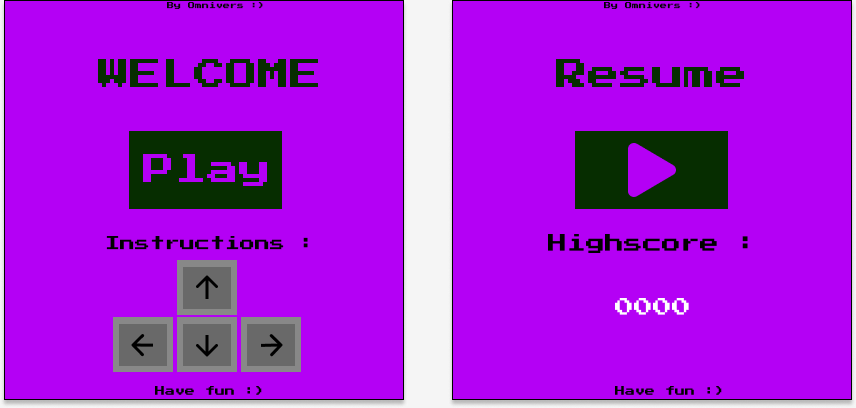 By Omnivers :)
WELCOME
Play
Instructions :
↑
← ↓ →
Have fun :)
By Omnivers :)
Resume
Highscore :
0000
Have fun :)